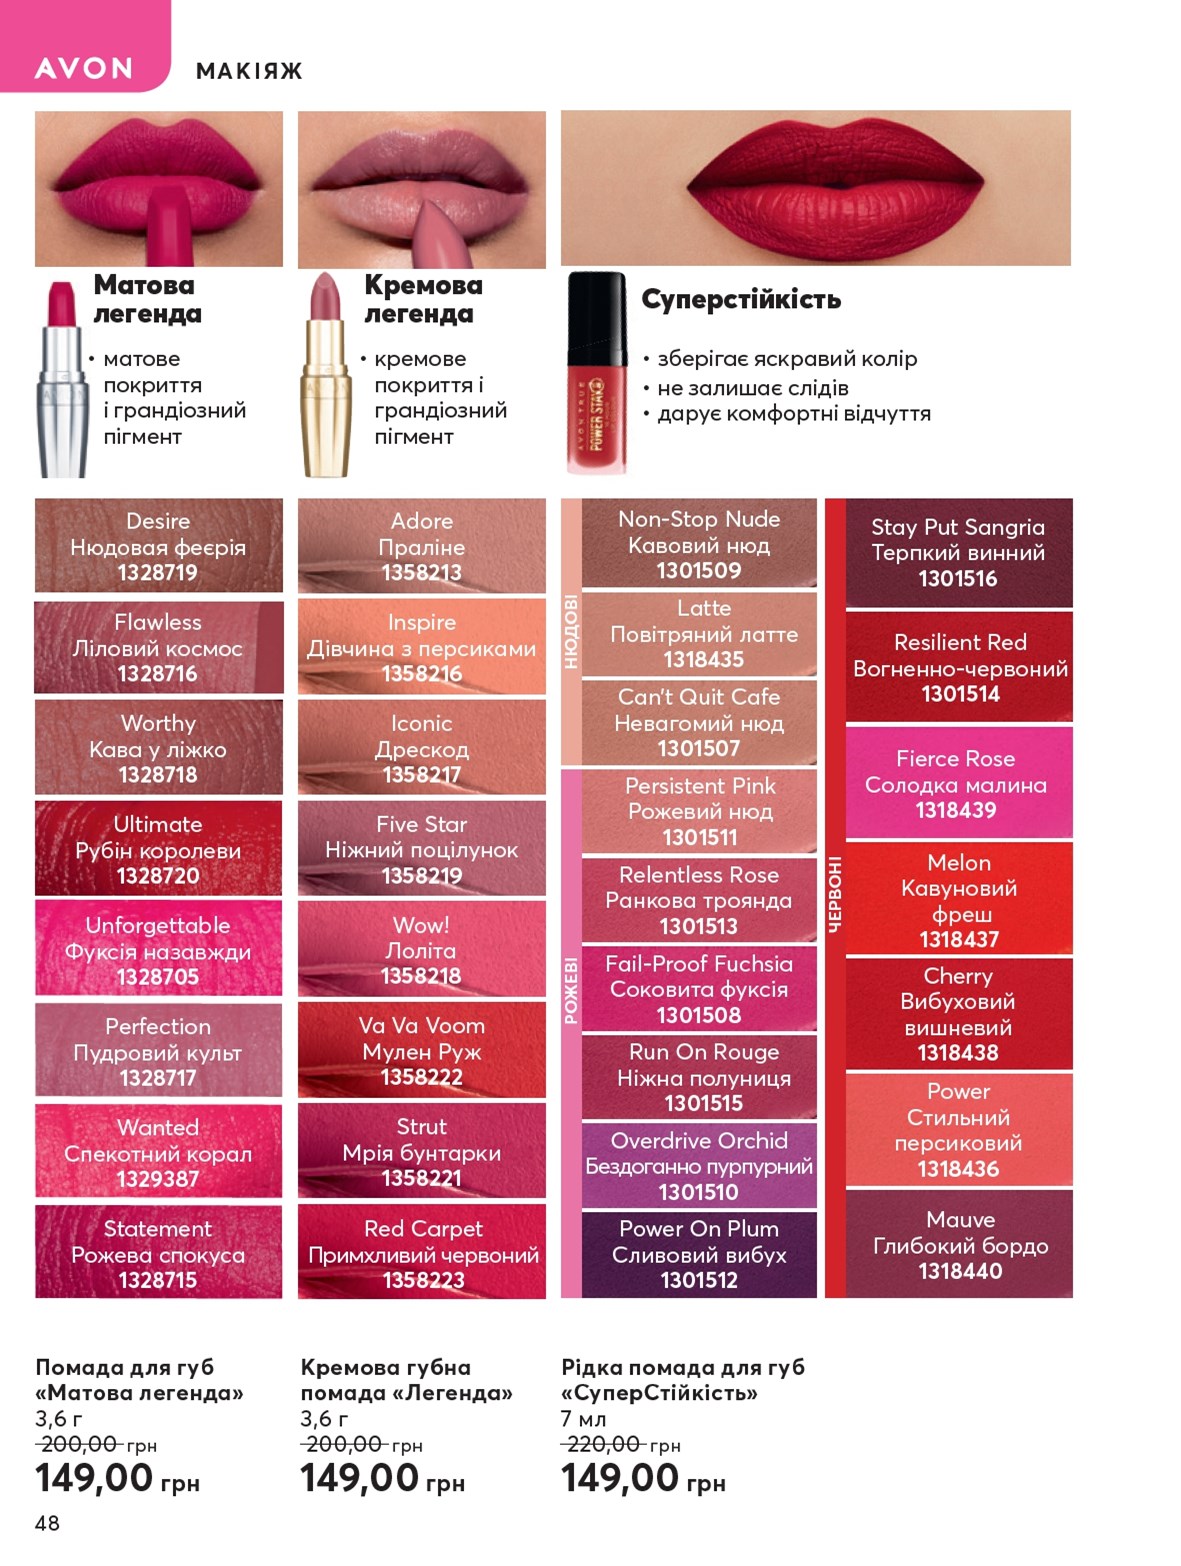 AVON
МАКІЯЖ
Матова
легенда
• матове
покриття
і грандіозний
пігмент
Кремова
легенда
• кремове
покриття і
грандіозний
пігмент
AVON TRUE
POWER STAY
Суперстійкість
• зберігає яскравий колір
• не залишає слідів
• дарує комфортні відчуття
Desire
Нюдовая феєрія
1328719
Flawless
Ліловий космос
1328716
Worthy
Кава у ліжко
1328718
Ultimate
Рубін королеви
1328720
Unforgettable
Фуксія назавжди
1328705
Perfection
Пудровий культ
1328717
Wanted
Спекотний корал
1329387
Statement
Рожева спокуса
1328715
Adore
Праліне
1358213
Inspire
Дівчина з персиками
1358216
Iconic
Дрескод
1358217
Five Star
Ніжний поцілунок
1358219
Wow!
Лоліта
1358218
Va Va Voom
Мулен Руж
1358222
Strut
Мрія бунтарки
1358221
Red Carpet
Примхливий червоний
1358223
НЮДОВІ
Non-Stop Nude
Кавовий нюд
1301509
Latte
Повітряний латте
1318435
Can't Quit Cafe
Невагомий нюд
1301507
РОЖЕВІ
Persistent Pink
Рожевий нюд
1301511
Relentless Rose
Ранкова троянда
1301513
Fail-Proof Fuchsia
Соковита фуксія
1301508
Run On Rouge
Ніжна полуниця
1301515
Overdrive Orchid
Бездоганно пурпурний
1301510
Power On Plum
Сливовий вибух
1301512
ЧЕРВОНІ
Stay Put Sangria
Терпкий винний
1301516
Resilient Red
Вогненно-червоний
1301514
Fierce Rose
Солодка малина
1318439
Melon
Кавуновий
фреш
1318437
Cherry
Вибуховий
вишневий
1318438
Power
Стильний
персиковий
1318436
Mauve
Глибокий бордо
1318440
Помада для губ
«Матова легенда»
3,6 г
200,00 грн
149,00 грн
Кремова губна
помада «Легенда»
3,6 г
200,00 грн
149,00 грн
Рідка помада для губ
«СуперСтійкість»
7 мл
220,00 грн
149,00 грн
48